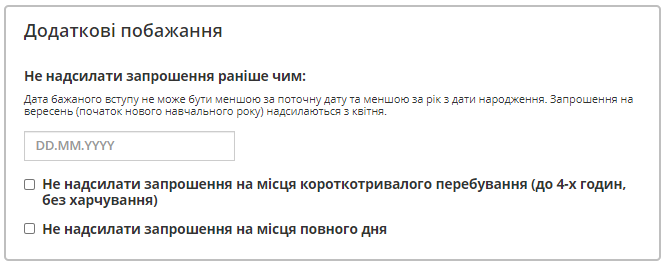 Додаткові побажання
Не надсилати запрошення раніше чим:
Дата бажаного вступу не може бути меншою за поточну дату та меншою за рік з дати народження. Запрошення на
вересень (початок нового навчального року) надсилаються з квітня.
DD.MM.YYYY
Не надсилати запрошення на місця короткотривалого перебування (до 4-х годин,
без харчування)
Не надсилати запрошення на місця повного дня